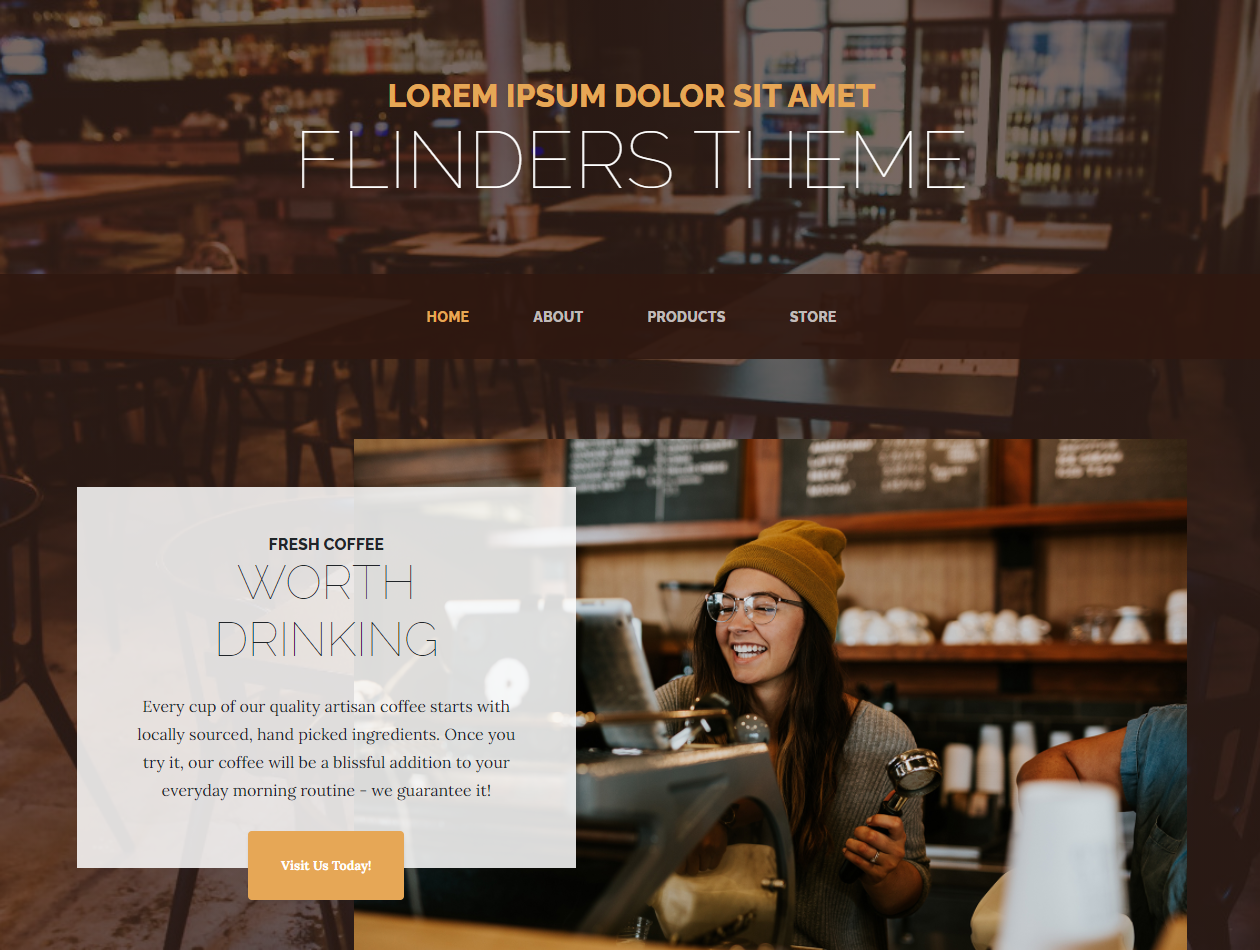 LOREM IPSUM DOLOR SIT AMET
FLINDERS THEME
HOME ABOUT PRODUCTS STORE
FRESH COFFEE
WORTH
DRINKING
Every cup of our quality artisan coffee starts with
locally sourced, hand picked ingredients. Once you
try it, our coffee will be a blissful addition to your
everyday morning routine – we guarantee it!
Visit Us Today!